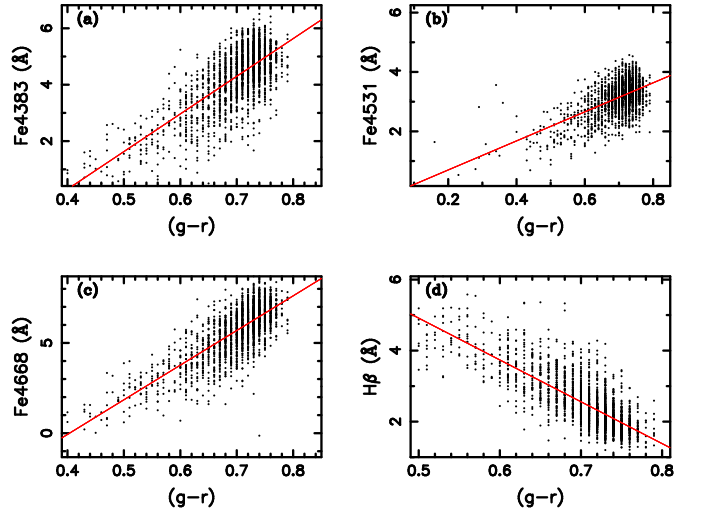 (a)
6
4
2
Fe4383 (Å)
0.4 0.5 0.6 0.7 0.8
(g−r)
(b)
6
4
2
Fe4531 (Å)
0.2 0.4 0.6 0.8
(g−r)
(c)
5
0
Fe4668 (Å)
0.4 0.5 0.6 0.7 0.8
(g−r)
(d)
6
4
2
Hβ (Å)
0.5 0.6 0.7 0.8
(g−r)